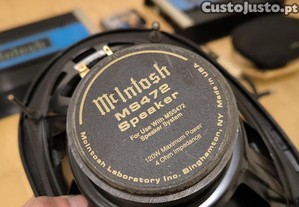 CustoJusto.pt
McIntosh
MS472
Speaker
For Use With MSS472
Speaker System
120W Maximum Power
4 Ohm Impedance
Made in USA
McIntosh Laboratory Inc. Binghamton, NY